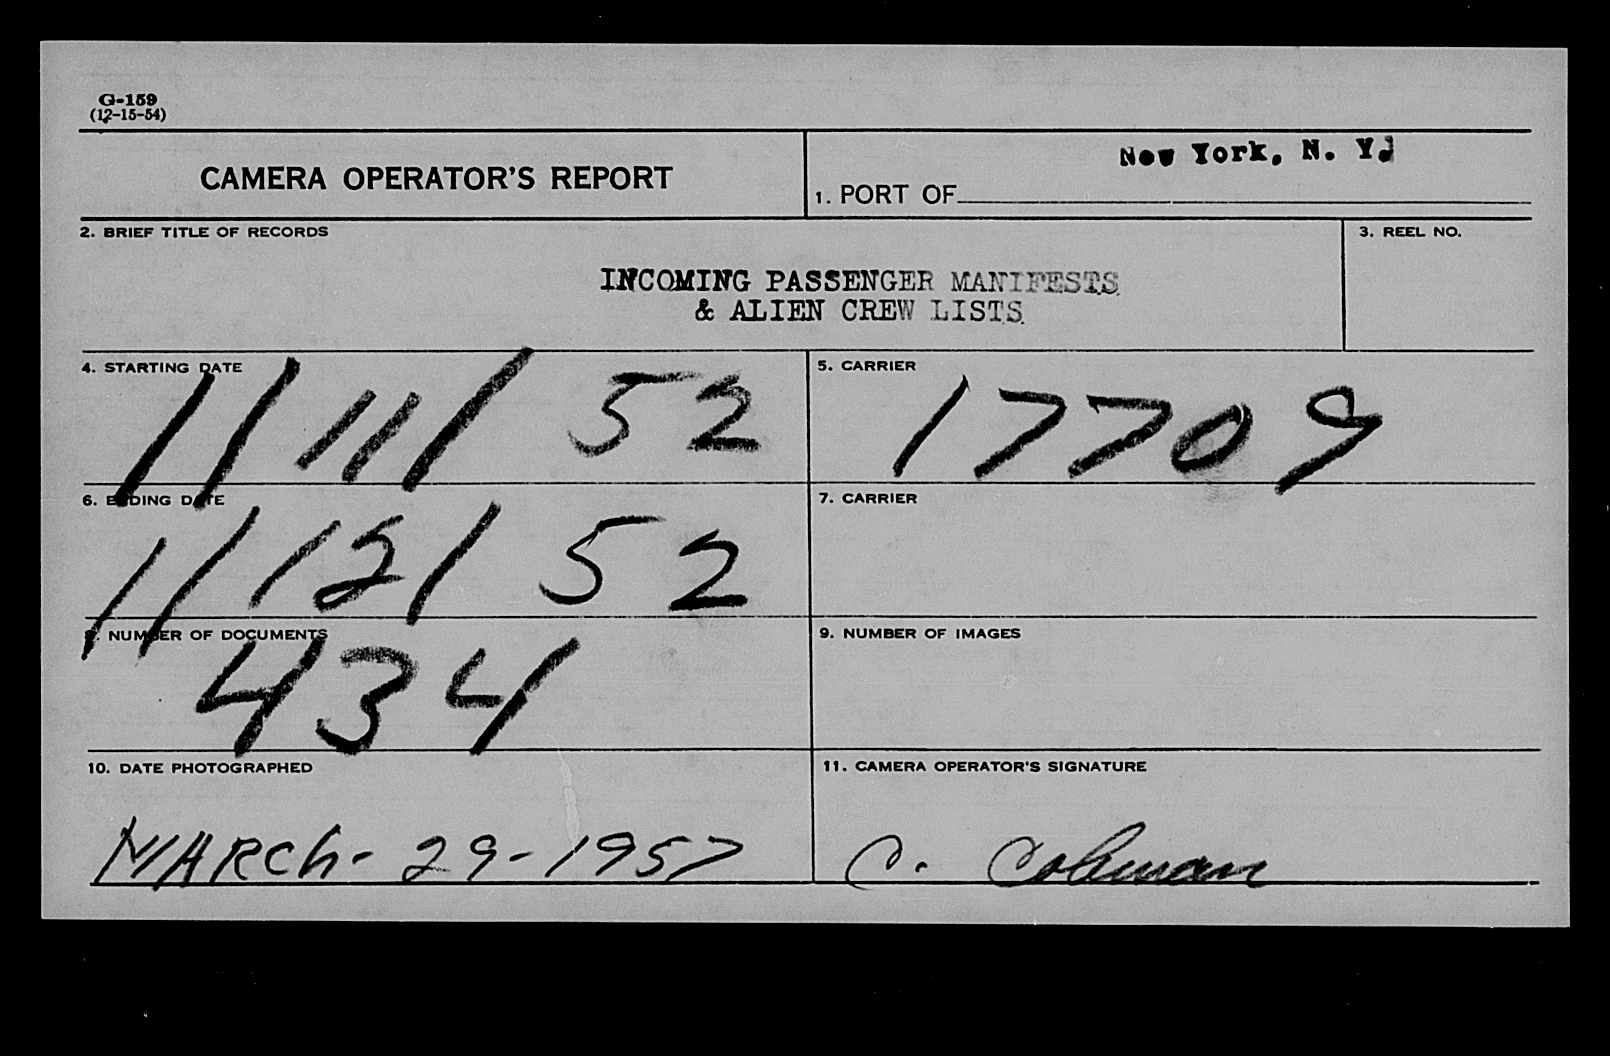 G-159
(12-15-54)
CAMERA OPERATOR'S REPORT
New York, N. Y.
1. PORT OF
2. BRIEF TITLE OF RECORDS
3. REEL NO.
INCOMING PASSENGER MANIFESTS
& ALIEN CREW LISTS
4. STARTING DATE
11/11/52
5. CARRIER
17709
6. ENDING DATE
11/12/52
7. CARRIER
8. NUMBER OF DOCUMENTS
434
9. NUMBER OF IMAGES
10. DATE PHOTOGRAPHED
MARCh- 29-1957
11. CAMERA OPERATOR'S SIGNATURE
C. Coleman